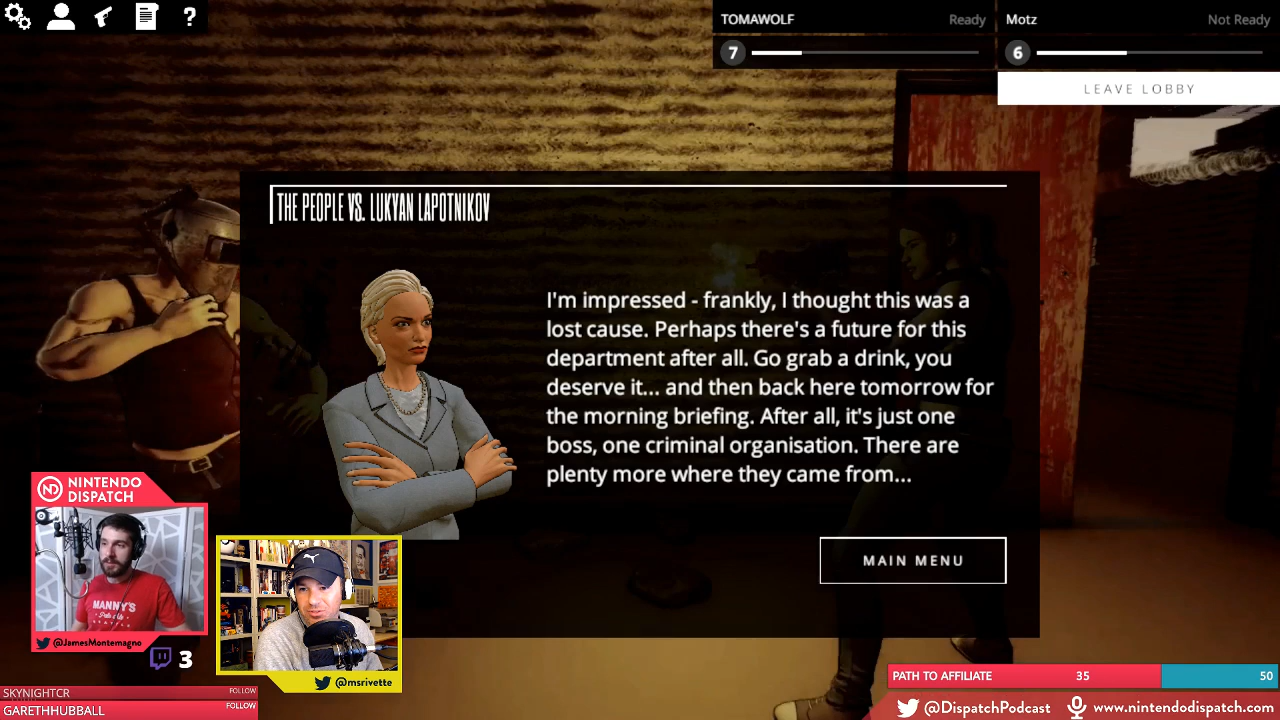 ?
TOMAWOLF Ready
Motz Not Ready
7
6
LEAVE LOBBY
THE PEOPLE VS. LUKYAN LAPOTNIKOV
I'm impressed - frankly, I thought this was a
lost cause. Perhaps there's a future for this
department after all. Go grab a drink, you
deserve it... and then back here tomorrow for
the morning briefing. After all, it's just one
boss, one criminal organisation. There are
plenty more where they came from...
MAIN MENU
ND NINTENDO
DISPATCH
MANNY'S
@JamesMontemagno
3
@msrivette
SKYNIGHTCR FOLLOW
GARETHHUBBALL FOLLOW
PATH TO AFFILIATE 35 50
@DispatchPodcast www.nintendodispatch.com